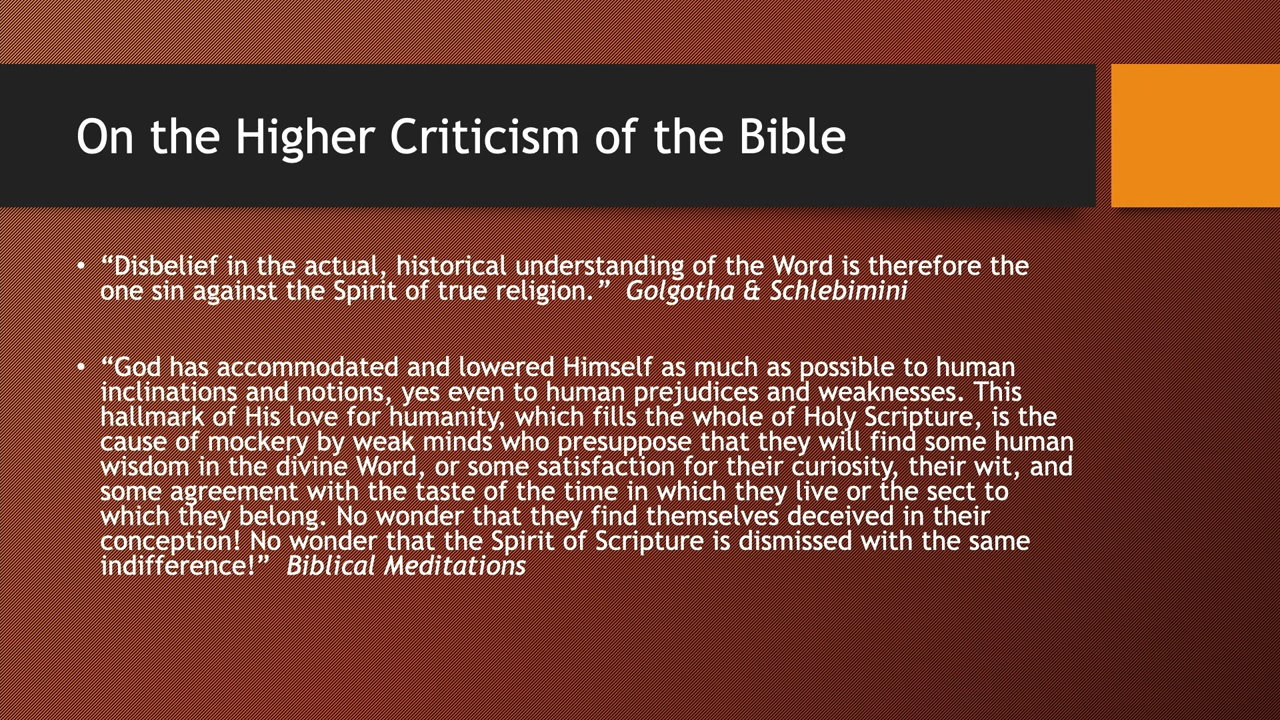 On the Higher Criticism of the Bible
• “Disbelief in the actual, historical understanding of the Word is therefore the
one sin against the Spirit of true religion.” Golgotha & Schlebimini
• “God has accommodated and lowered Himself as much as possible to human
inclinations and notions, yes even to human prejudices and weaknesses. This
hallmark of His love for humanity, which fills the whole of Holy Scripture, is the
cause of mockery by weak minds who presuppose that they will find some human
wisdom in the divine Word, or some satisfaction for their curiosity, their wit, and
some agreement with the taste of the time in which they live or the sect to
which they belong. No wonder that they find themselves deceived in their
conception! No wonder that the Spirit of Scripture is dismissed with the same
indifference!” Biblical Meditations